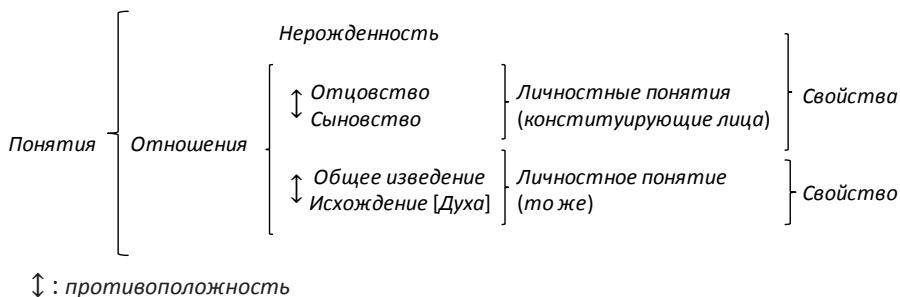 Нерожденность
Отцовство
Сыновство
Личностные понятия
(конституирующие лица)
Свойства
Понятия
Отношения
Общее изведение
Исхождение [Духа]
Личностное понятие
(то же)
Свойство
↕ : противоположность